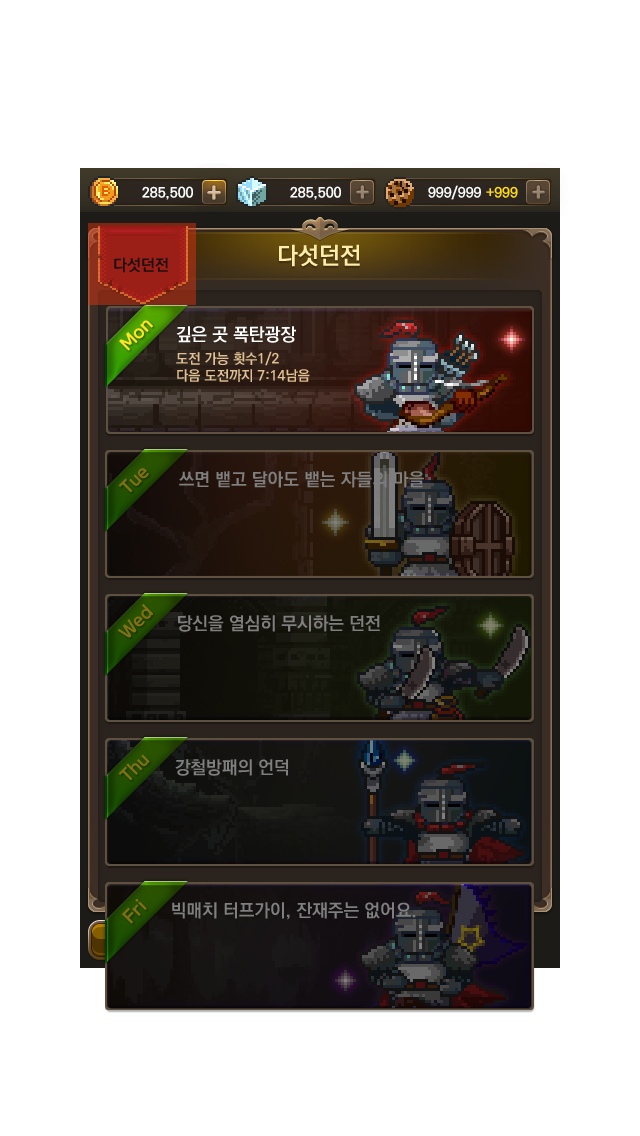 285,500
285,500
999/999 +999
다섯던전
다섯던전
Mon
깊은 곳 폭탄광장
도전 가능 횟수1/2
다음 도전까지 7:14남음
Tue
쓰면 뱉고 달아도 뱉는 자들의 마을
Wed
당신을 열심히 무시하는 던전
Thu
강철방패의 언덕
Fri
빅매치 터프가이, 잔재주는 없어요.